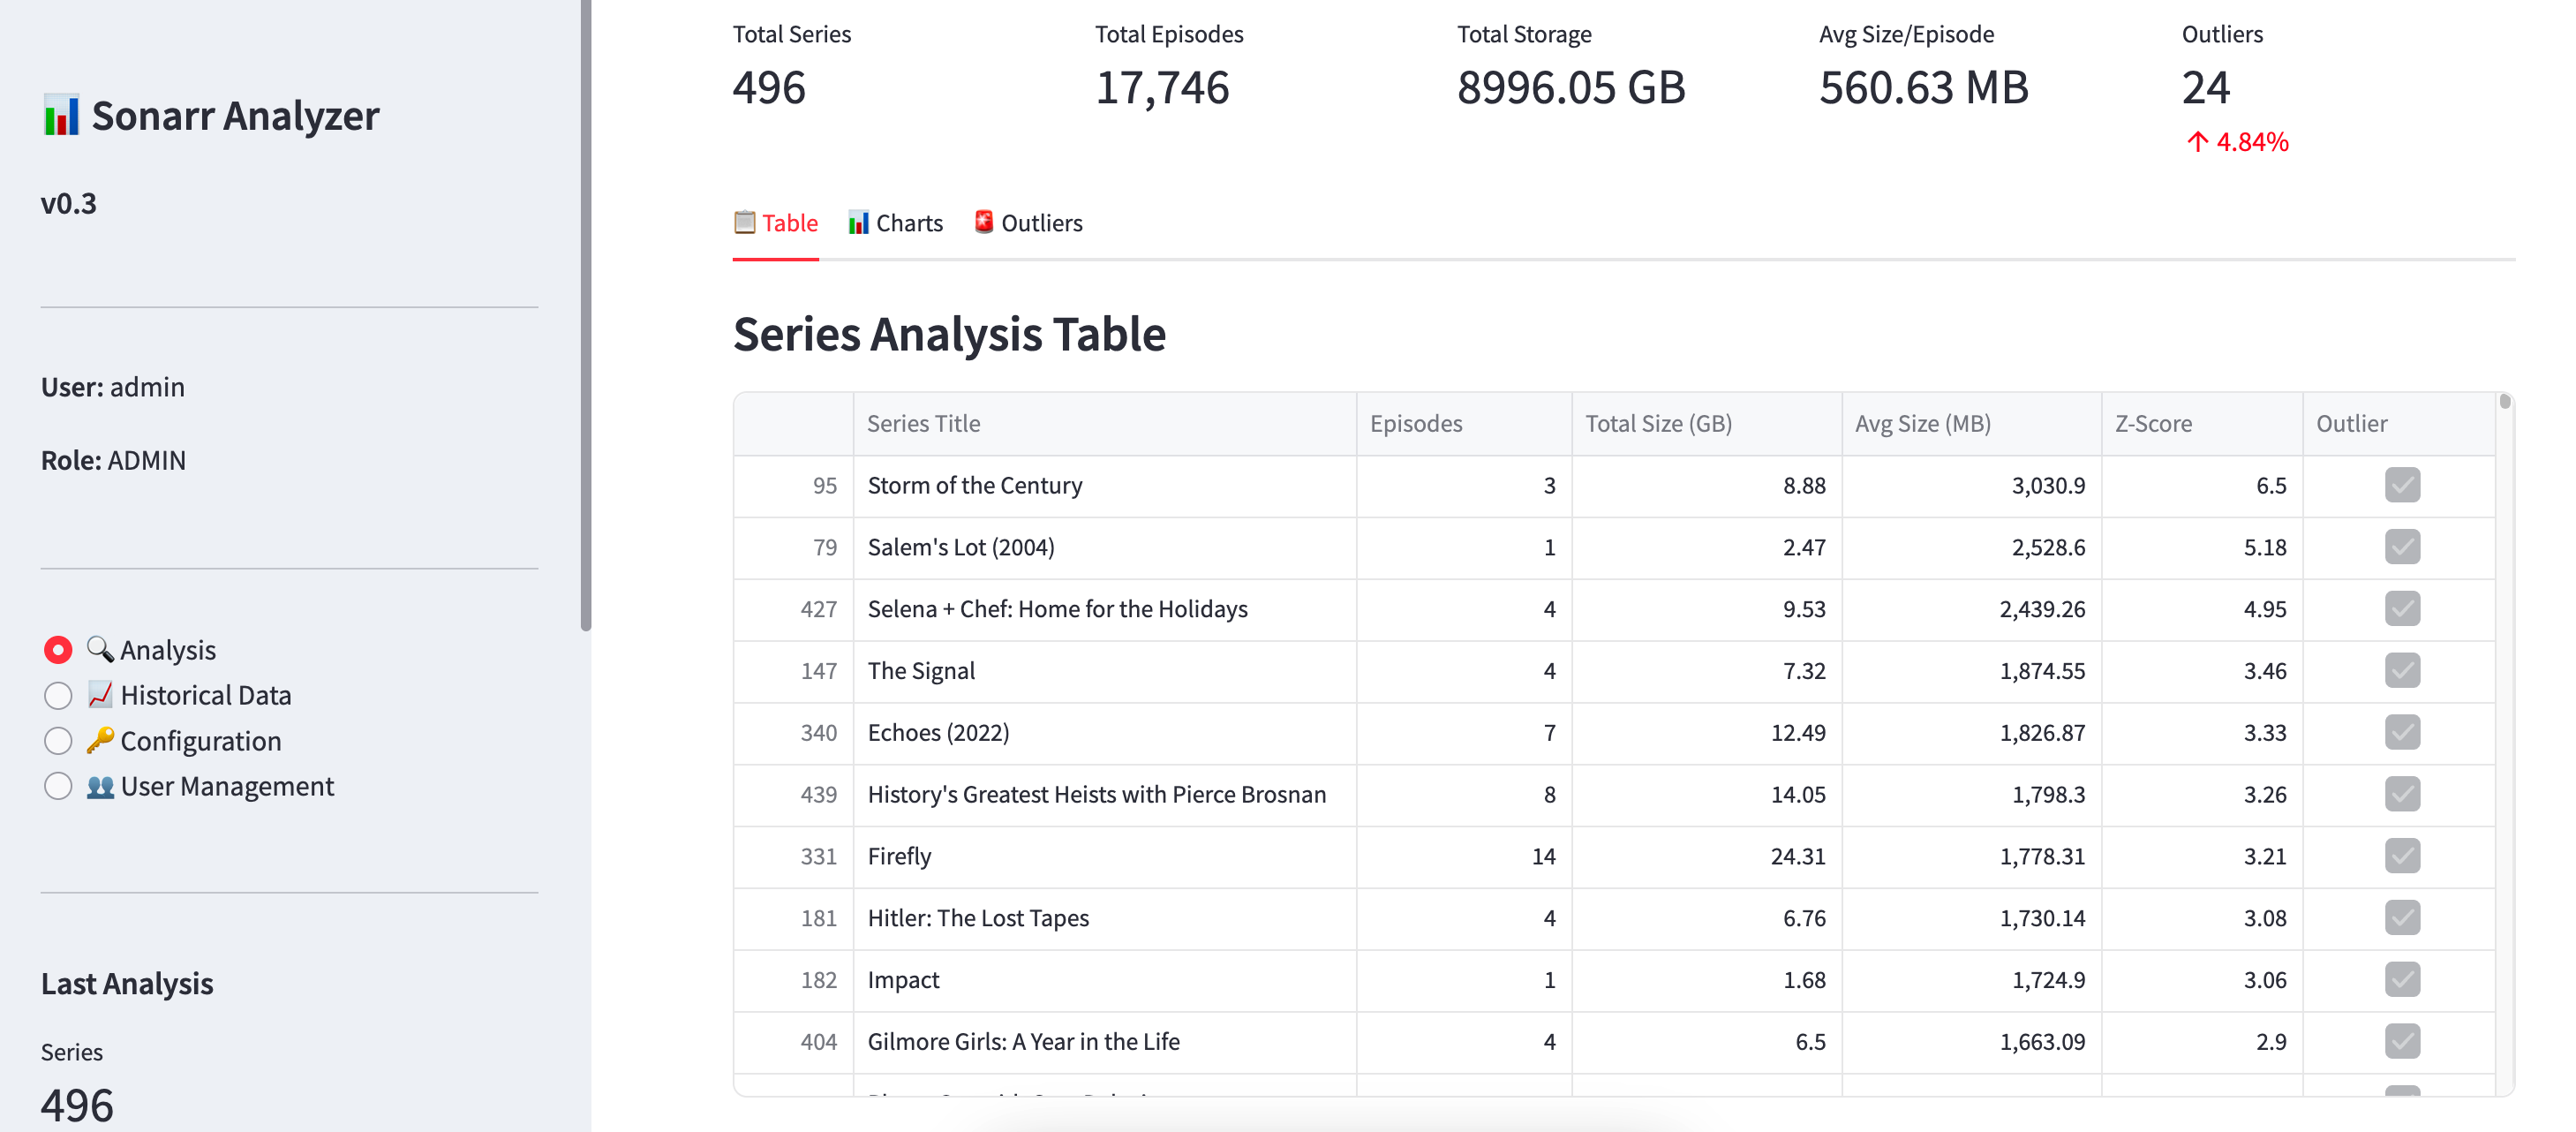 Sonarr Analyzer
v0.3
User: admin
Role: ADMIN
Analysis
Historical Data
Configuration
User Management
Last Analysis
Series
496
Total Series
496
Total Episodes
17,746
Total Storage
8996.05 GB
Avg Size/Episode
560.63 MB
Outliers
24
↑ 4.84%
Table Charts Outliers
Series Analysis Table
Series Title Episodes Total Size (GB) Avg Size (MB) Z-Score Outlier
95 Storm of the Century 3 8.88 3,030.9 6.5
79 Salem's Lot (2004) 1 2.47 2,528.6 5.18
427 Selena + Chef: Home for the Holidays 4 9.53 2,439.26 4.95
147 The Signal 4 7.32 1,874.55 3.46
340 Echoes (2022) 7 12.49 1,826.87 3.33
439 History's Greatest Heists with Pierce Brosnan 8 14.05 1,798.3 3.26
331 Firefly 14 24.31 1,778.31 3.21
181 Hitler: The Lost Tapes 4 6.76 1,730.14 3.08
182 Impact 1 1.68 1,724.9 3.06
404 Gilmore Girls: A Year in the Life 4 6.5 1,663.09 2.9